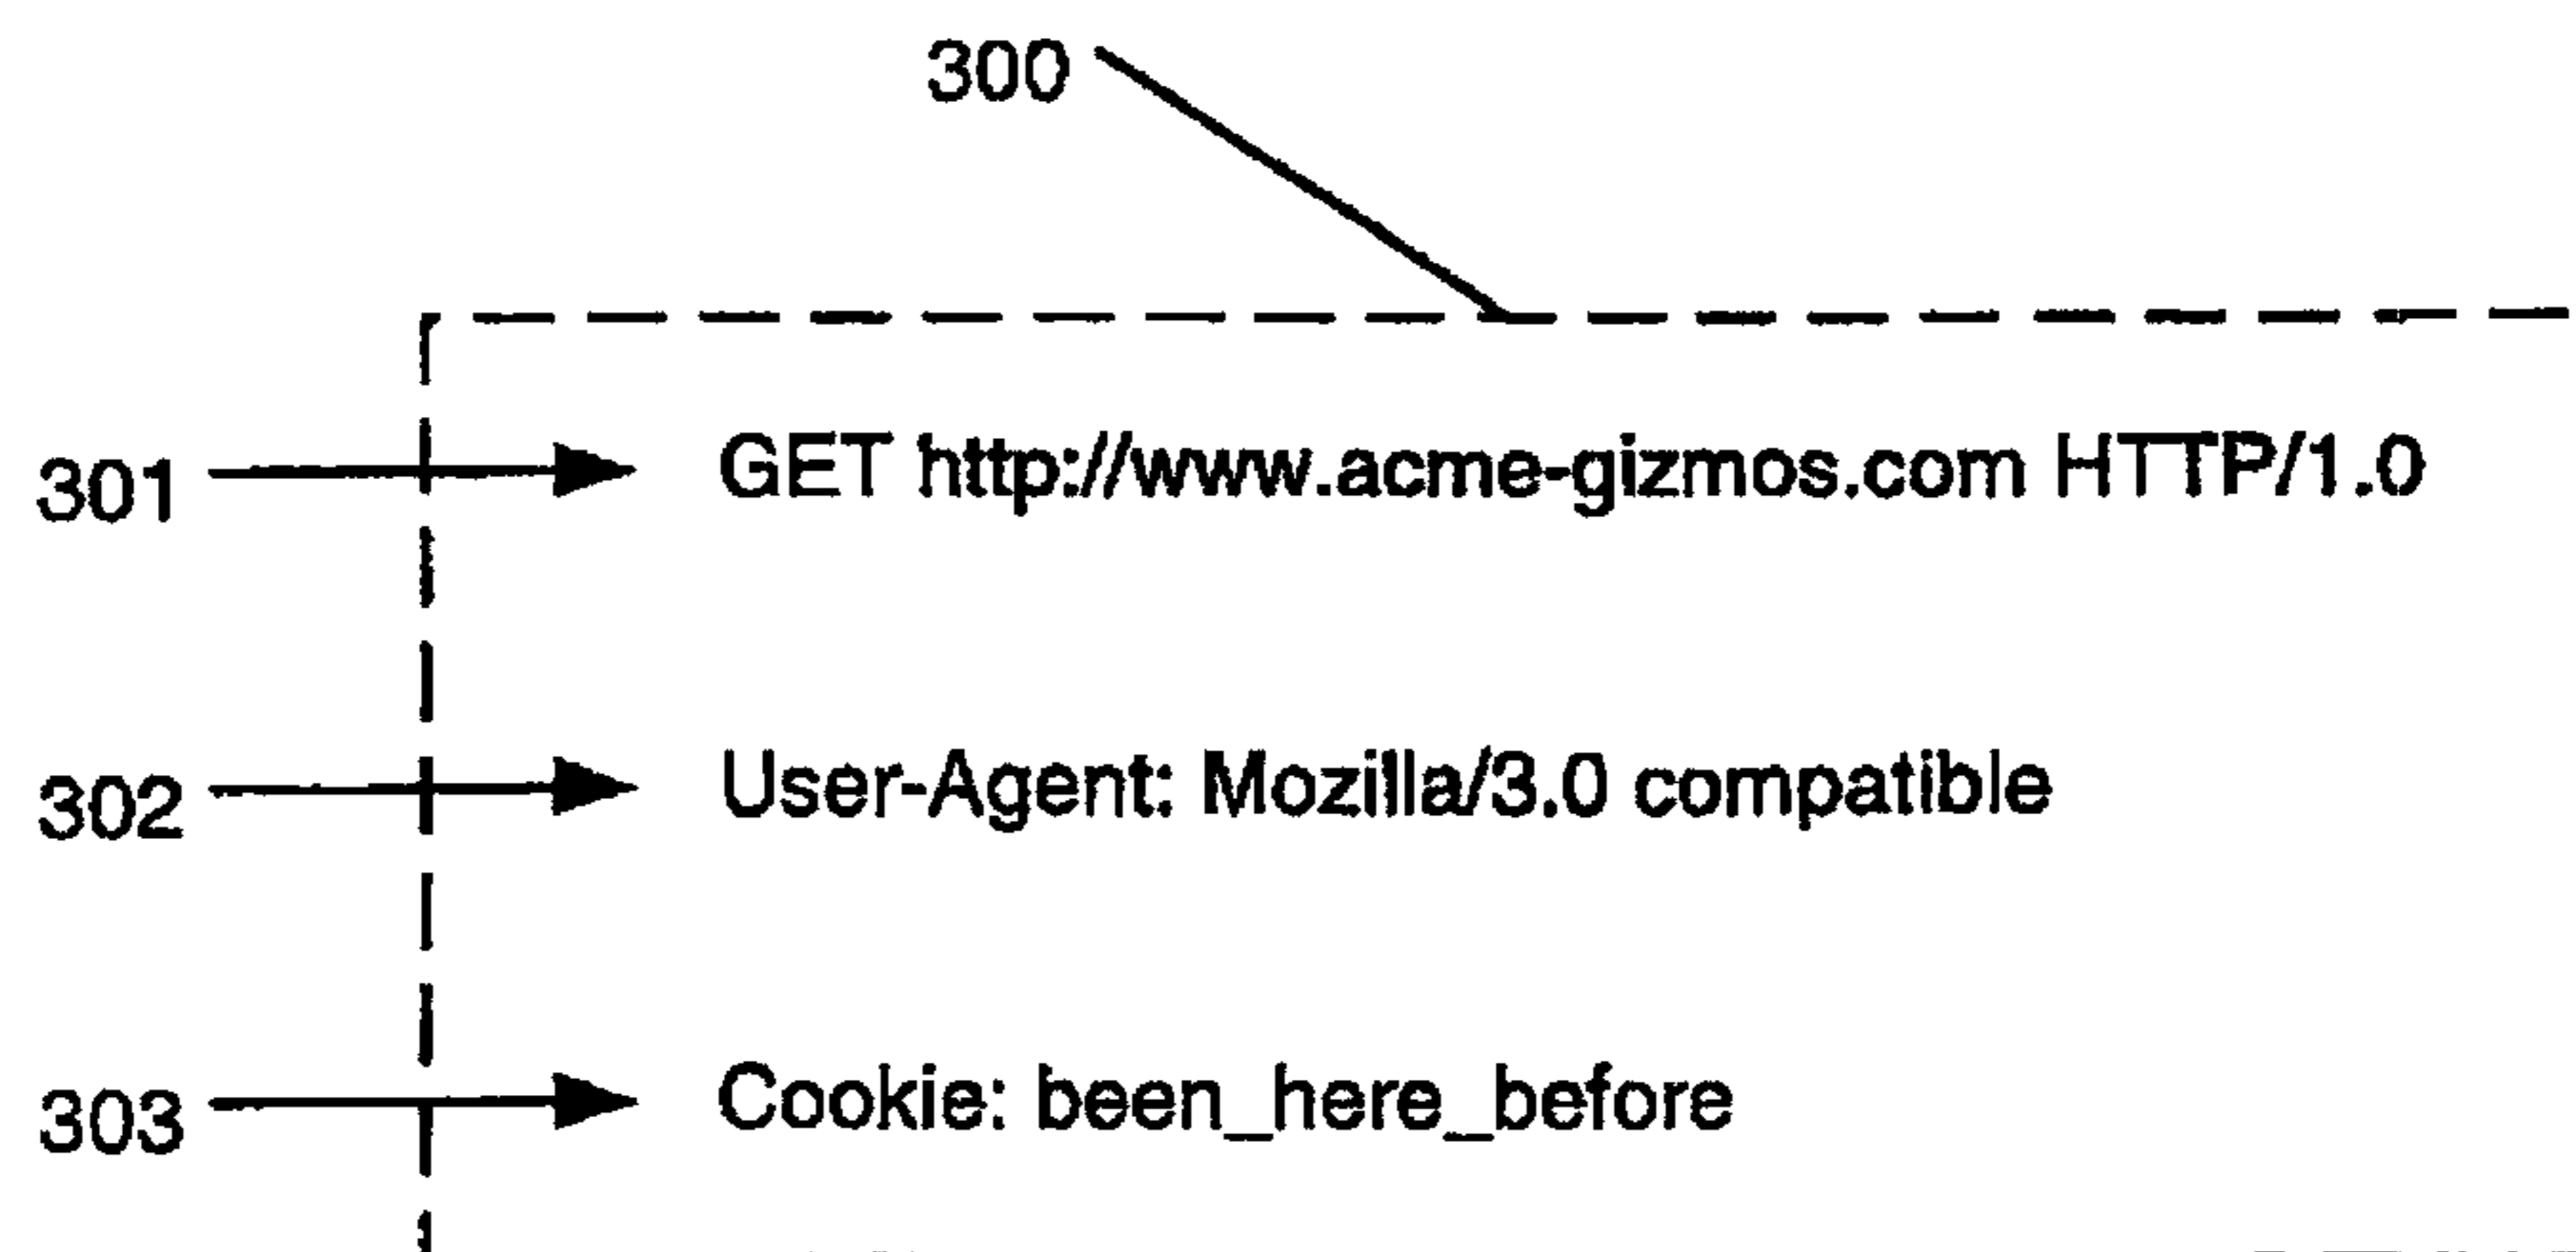 300
301 GET http://www.acme-gizmos.com HTTP/1.0
302 User-Agent: Mozilla/3.0 compatible
303 Cookie: been_here_before